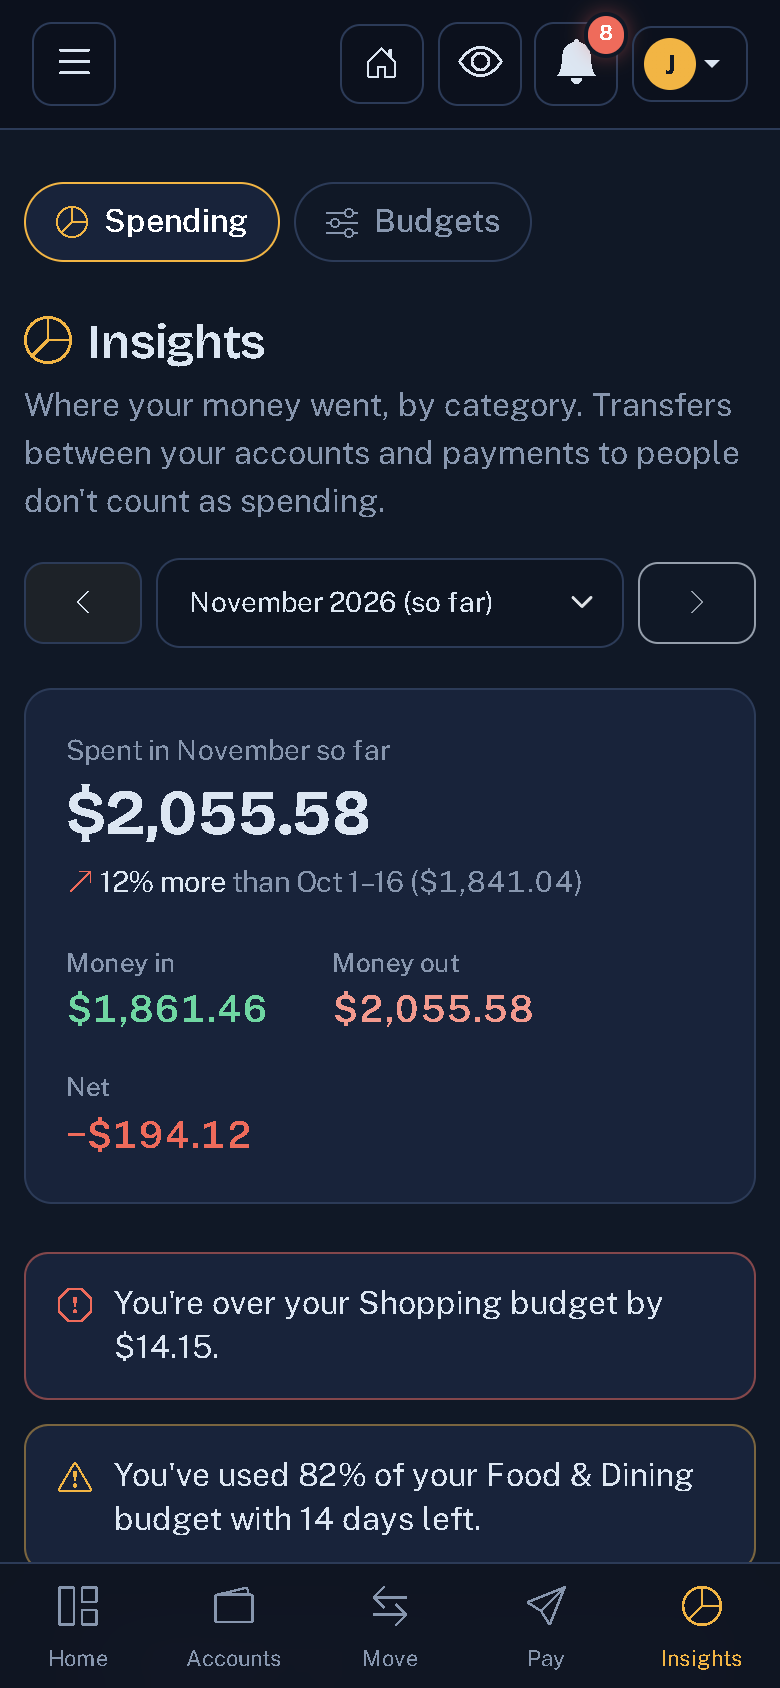 8
J
Spending
Budgets
Insights
Where your money went, by category. Transfers
between your accounts and payments to people
don't count as spending.
November 2026 (so far)
Spent in November so far
$2,055.58
12% more than Oct 1–16 ($1,841.04)
Money in
Money out
$1,861.46
$2,055.58
Net
−$194.12
You're over your Shopping budget by
$14.15.
You've used 82% of your Food & Dining
budget with 14 days left.
Home
Accounts
Move
Pay
Insights